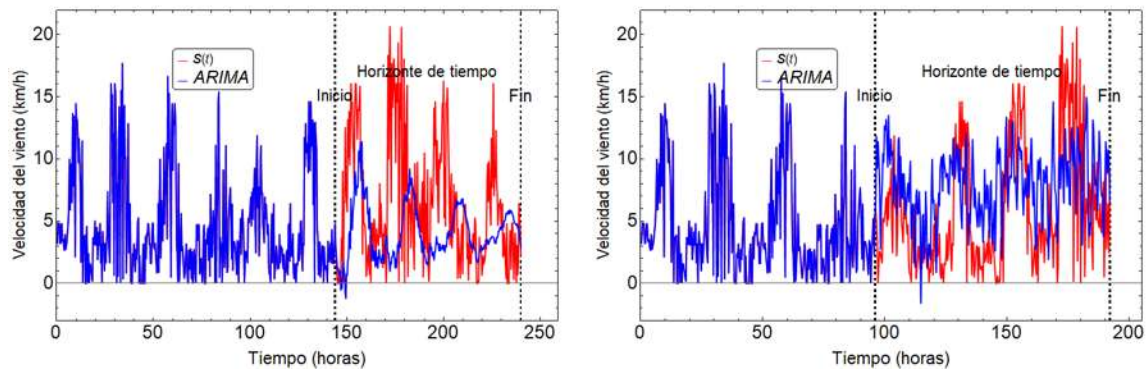 20
15
10
5
0
Velocidad del viento (km/h)
s(t)
ARIMA
Horizonte de tiempo
Inicio
Fin
0
50
100
150
200
250
Tiempo (horas)
20
15
10
5
0
Velocidad del viento (km/h)
s(t)
ARIMA
Horizonte de tiempo
Inicio
Fin
0
50
100
150
200
Tiempo (horas)